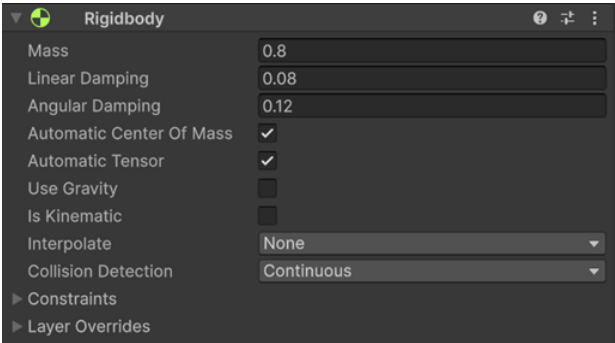 Rigidbody
Mass 0.8
Linear Damping 0.08
Angular Damping 0.12
Automatic Center Of Mass
Automatic Tensor
Use Gravity
Is Kinematic
Interpolate None
Collision Detection Continuous
Constraints
Layer Overrides